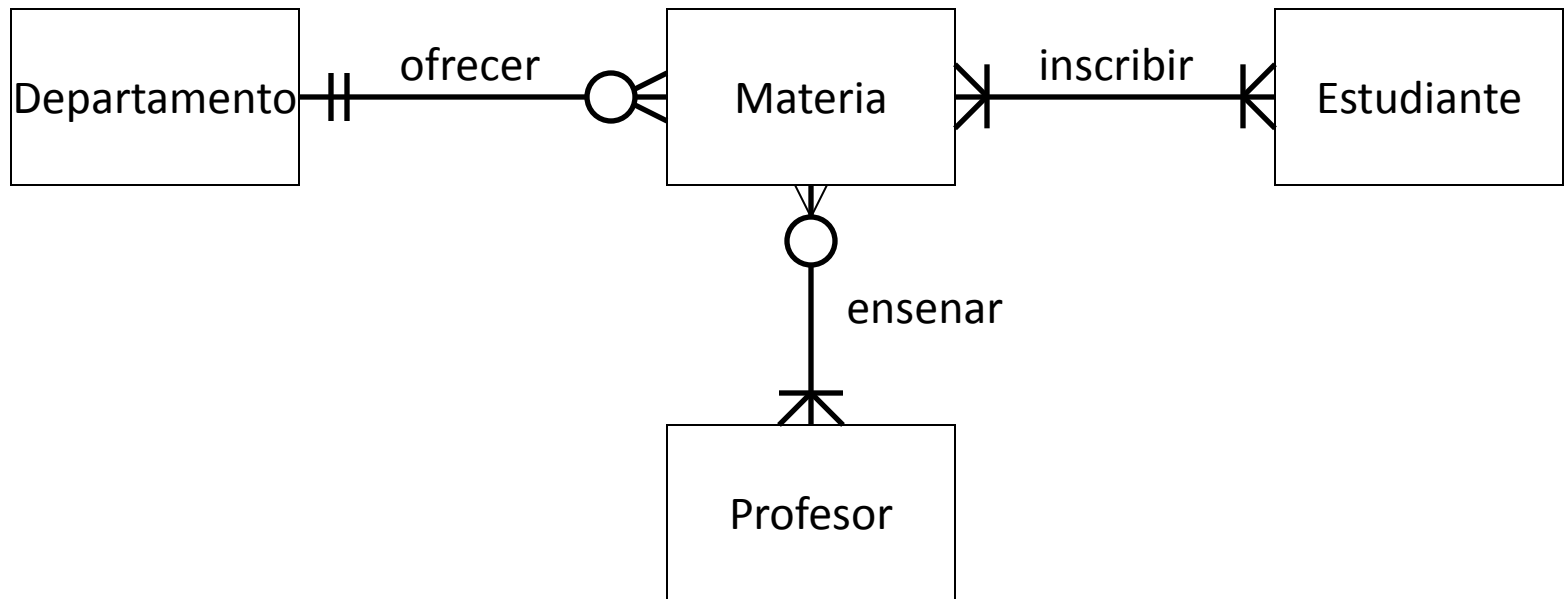 ofrecer
inscribir
Departamento
Materia
Estudiante
ensenar
Profesor